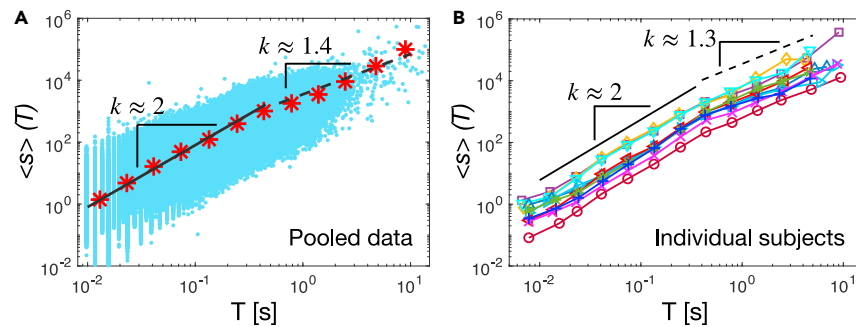 A
<s> (T)
10^6
10^4
10^2
10^0
10^-2
k ≈ 2
k ≈ 1.4
Pooled data
10^-2
10^-1
10^0
10^1
T [s]
B
<s> (T)
10^6
10^4
10^2
10^0
10^-2
k ≈ 2
k ≈ 1.3
Individual subjects
10^-2
10^-1
10^0
10^1
T [s]